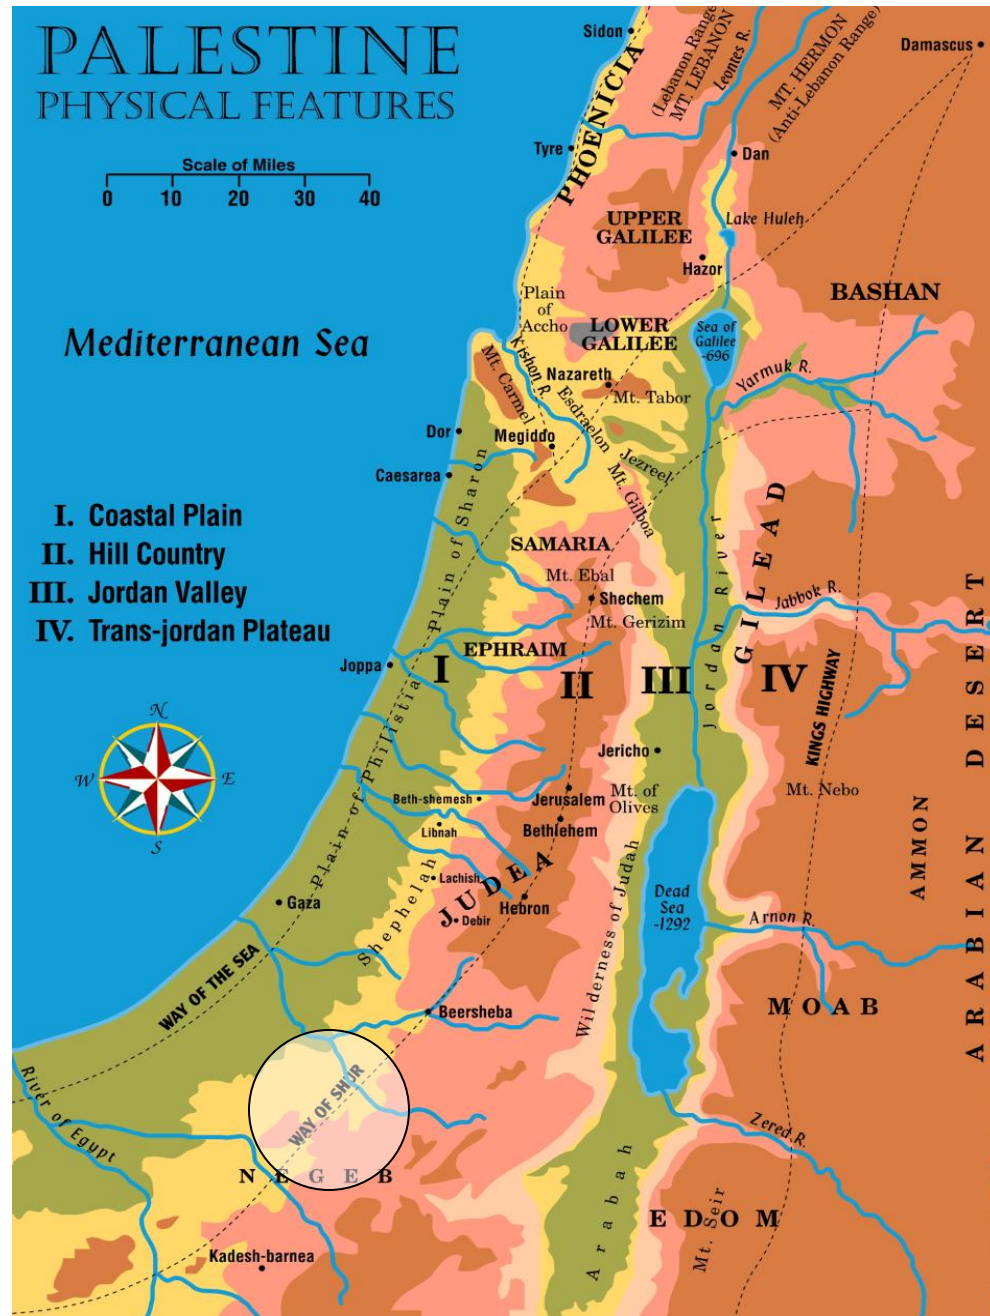 PALESTINE
PHYSICAL FEATURES
Scale of Miles
0 10 20 30 40
Sidon
Damascus
PHOENICIA
(Lebanon Range)
MT. LEBANON
Leontes R.
MT. HERMON
(Anti-Lebanon Range)
Tyre
Dan
UPPER
GALILEE
Lake Huleh
Hazor
BASHAN
Plain
of
Accho
LOWER
GALILEE
Sea of
Galilee
-696
Mediterranean Sea
Kishon R.
Mt. Carmel
Nazareth
Mt. Tabor
Yarmuk R.
Esdraelon
Dor
Megiddo
Jezreel
Caesarea
Mt. Gilboa
Plain of Sharon
I. Coastal Plain
II. Hill Country
III. Jordan Valley
IV. Trans-jordan Plateau
SAMARIA
Mt. Ebal
Shechem
Mt. Gerizim
Jordan River
GILEAD
Jabbok R.
EPHRAIM
Joppa
I
II
III
IV
KINGS HIGHWAY
ARABIAN DESERT
N
W
E
S
Plain of Philistia
Jericho
Mt. of
Olives
Mt. Nebo
Beth-shemesh
Jerusalem
Libnah
Bethlehem
AMMON
JUDEA
Lachish
Hebron
Debir
Shephelah
Wilderness of Judah
Dead
Sea
-1292
Arnon R.
Gaza
WAY OF THE SEA
MOAB
Beersheba
River of Egypt
WAY OF SHUR
Zered R.
NEGEB
Arabah
EDOM
Mt. Seir
Kadesh-barnea